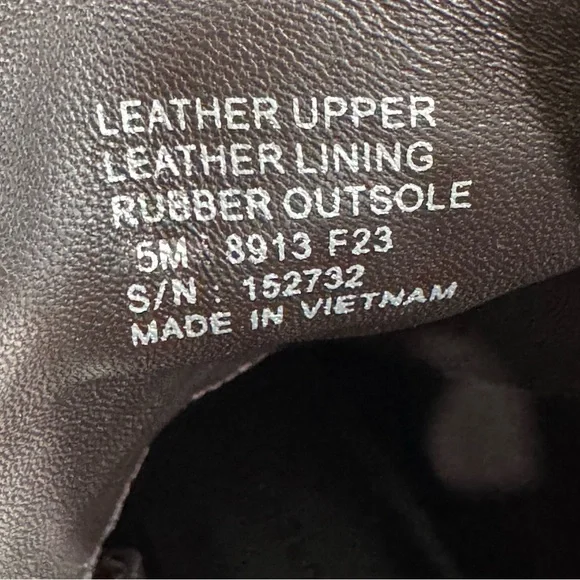 LEATHER UPPER
LEATHER LINING
RUBBER OUTSOLE
5M 8913 F23
S/N : 152732
MADE IN VIETNAM